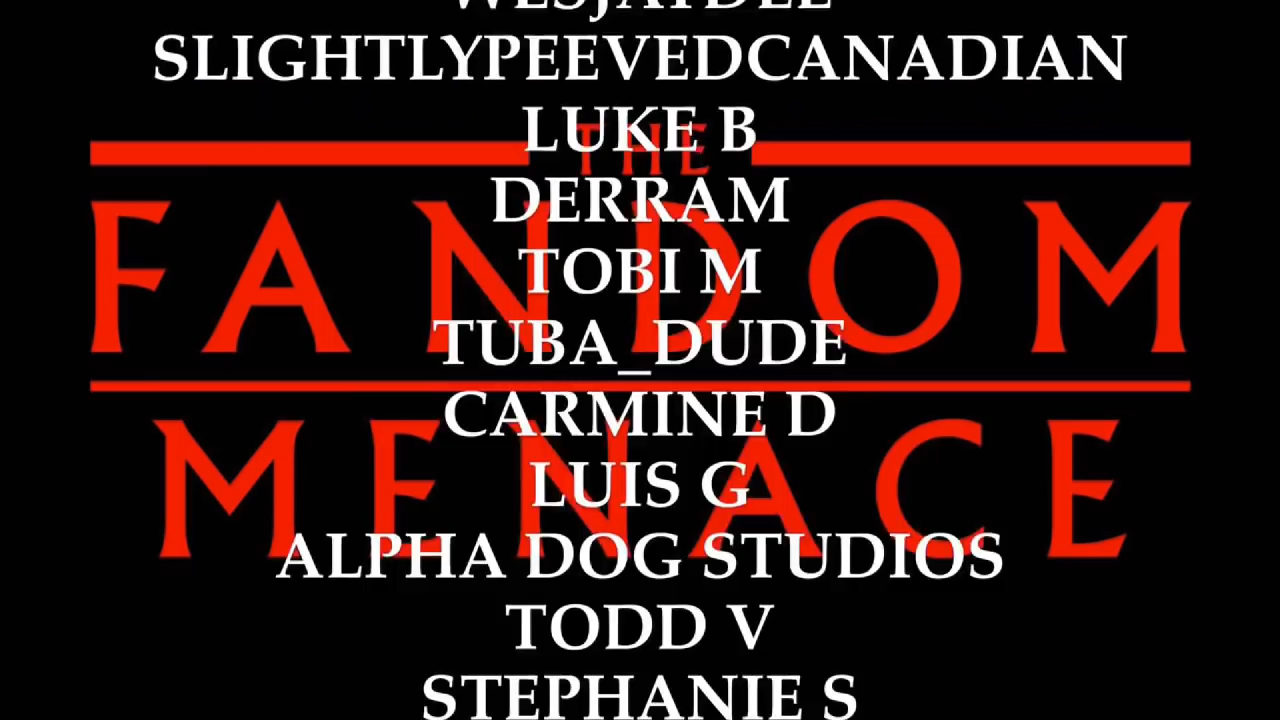 SLIGHTLYPEEVEDCANADIAN
LUKE B
DERRAM
TOBI M
TUBA_DUDE
CARMINE D
LUIS G
ALPHA DOG STUDIOS
TODD V
STEPHANIE S
THE
FANDOM
MENACE